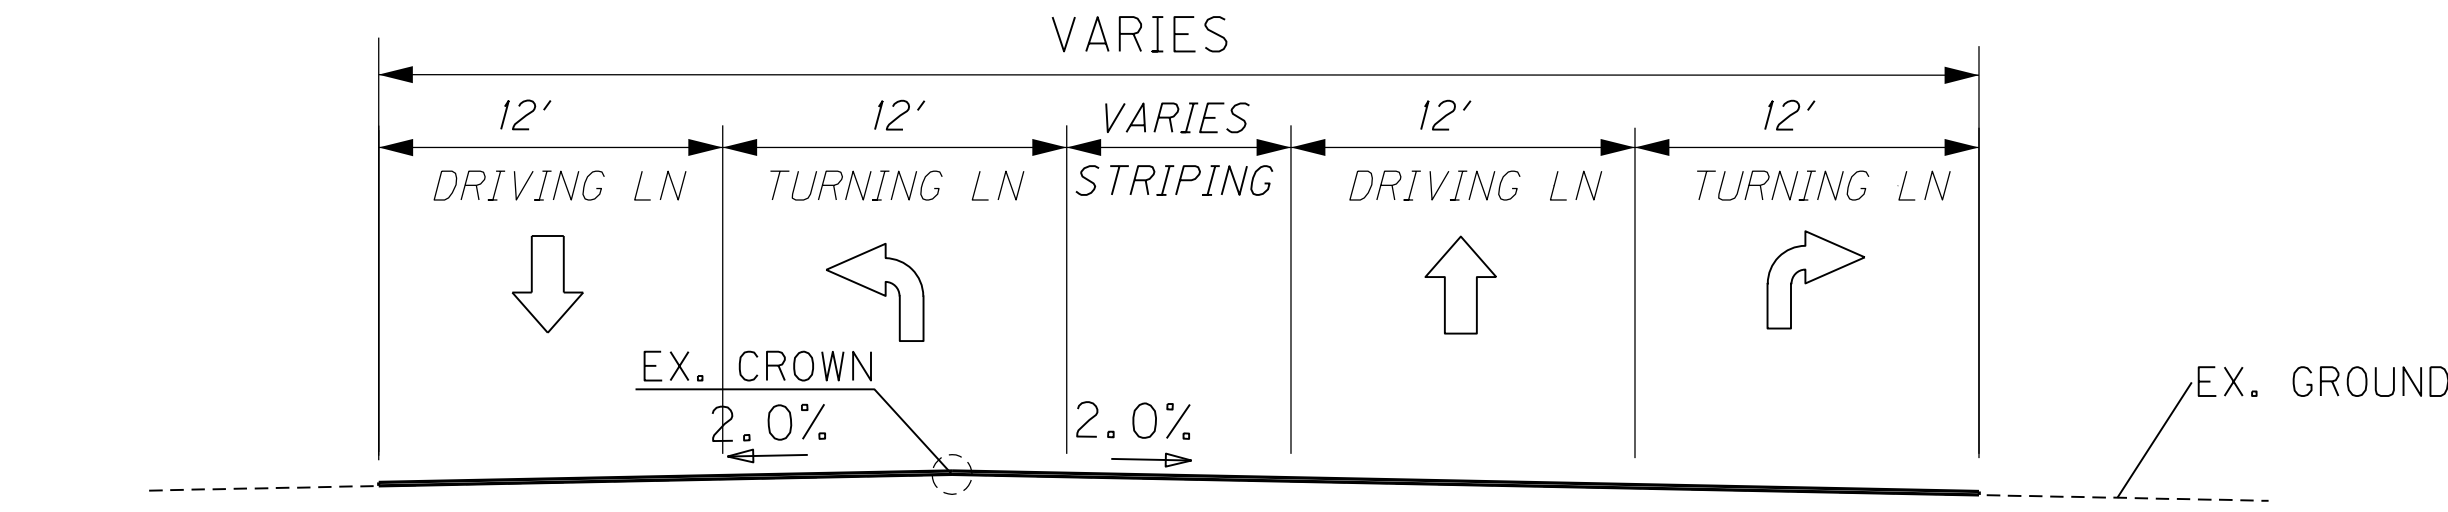 VARIES
12' 12' VARIES 12' 12'
DRIVING LN TURNING LN STRIPING DRIVING LN TURNING LN
EX. CROWN
EX. GROUND
2.0% 2.0%